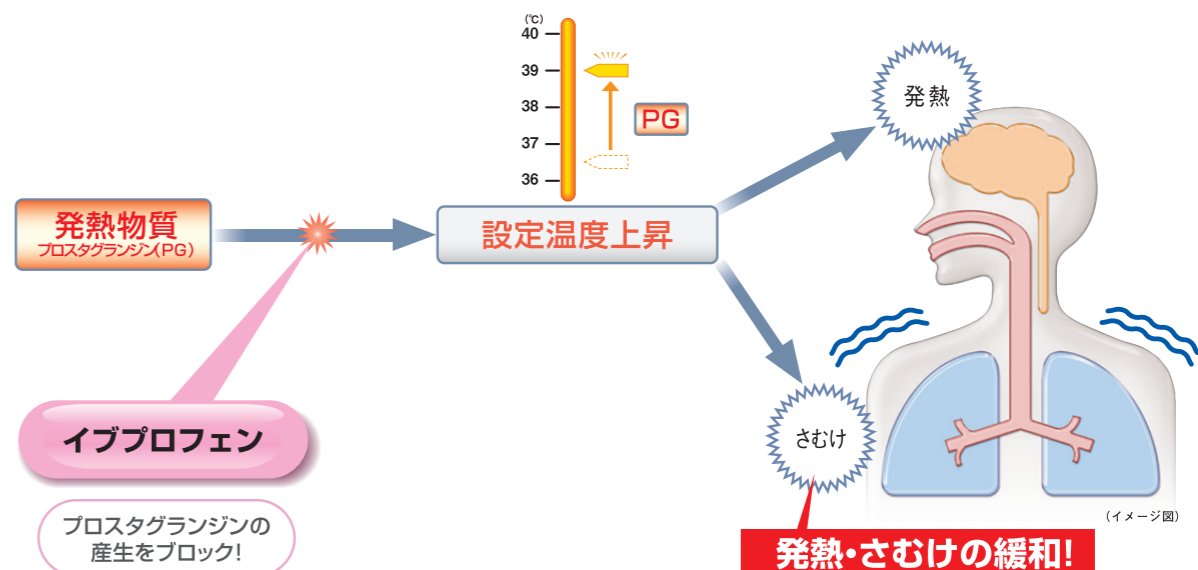 (℃)
40
39
38
37
36
PG
発熱
発熱物質
プロスタグランジン(PG)
設定温度上昇
イブプロフェン
さむけ
プロスタグランジンの
産生をブロック!
(イメージ図)
発熱・さむけの緩和!